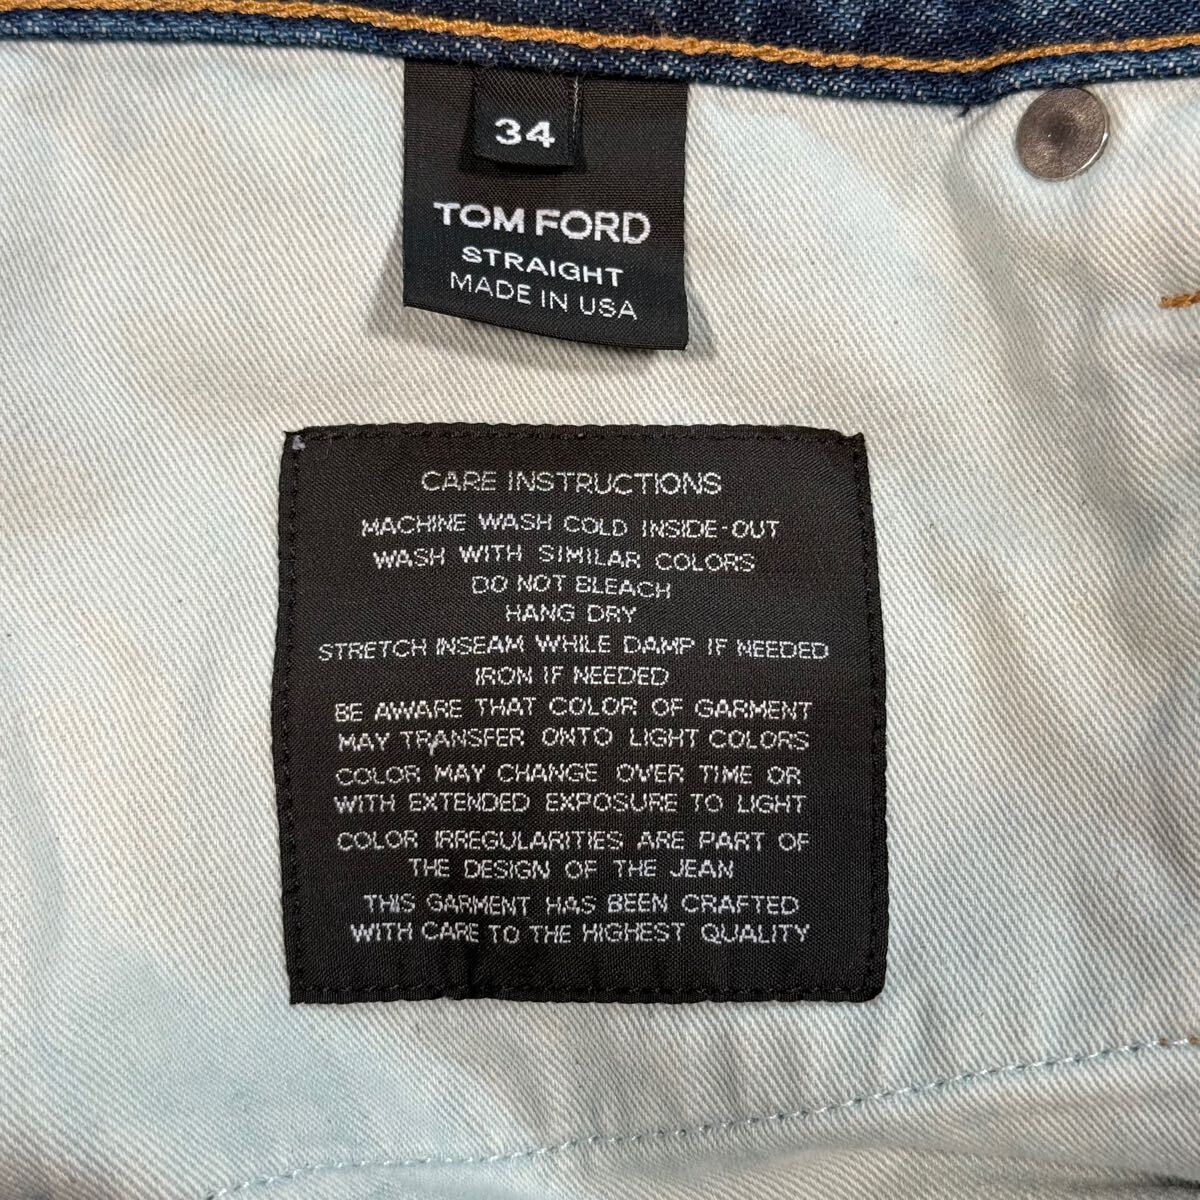 34
TOM FORD
STRAIGHT
MADE IN USA
CARE INSTRUCTIONS
MACHINE WASH COLD INSIDE-OUT
WASH WITH SIMILAR COLORS
DO NOT BLEACH
HANG DRY
STRETCH INSEAM WHILE DAMP IF NEEDED
IRON IF NEEDED
BE AWARE THAT COLOR OF GARMENT
MAY TRANSFER ONTO LIGHT COLORS
COLOR MAY CHANGE OVER TIME OR
WITH EXTENDED EXPOSURE TO LIGHT
COLOR IRREGULARITIES ARE PART OF
THE DESIGN OF THE JEAN
THIS GARMENT HAS BEEN CRAFTED
WITH CARE TO THE HIGHEST QUALITY